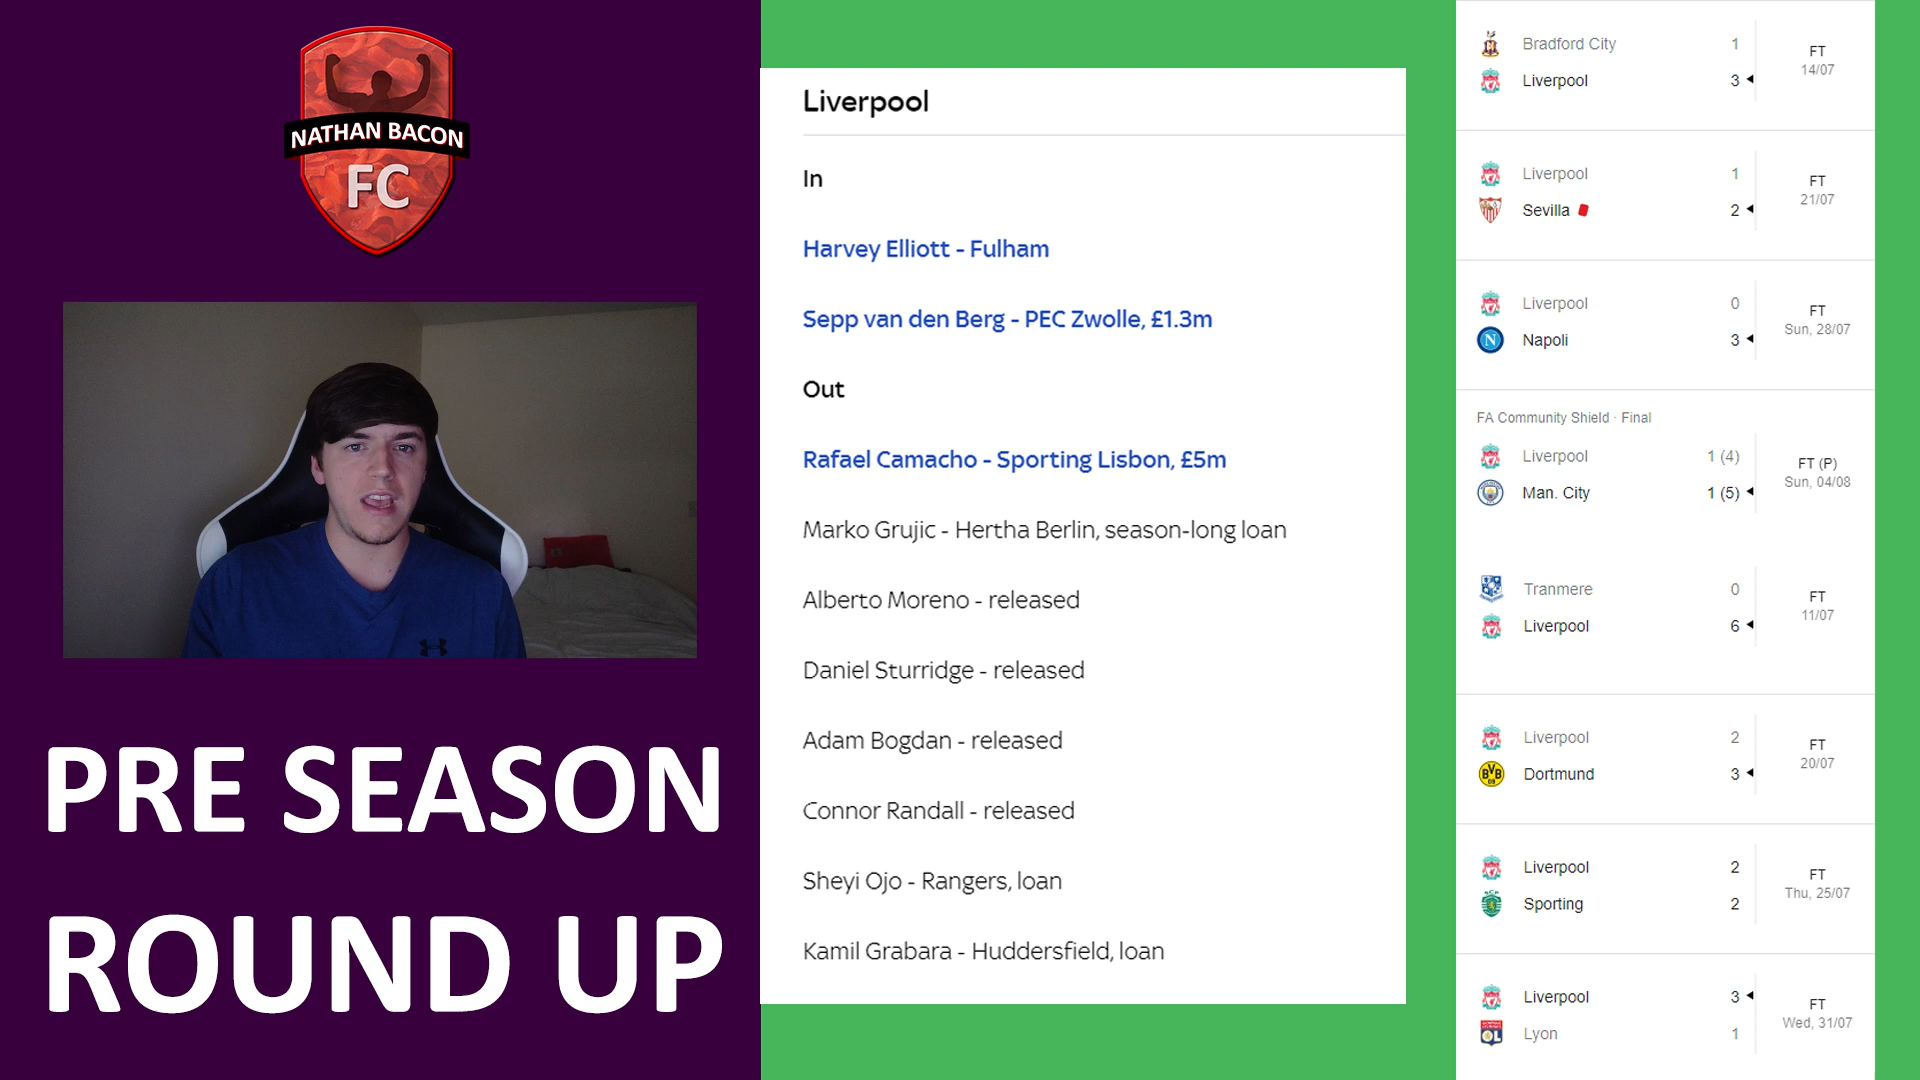 NATHAN BACON
FC
PRE SEASON
ROUND UP
Liverpool
In
Harvey Elliott - Fulham
Sepp van den Berg - PEC Zwolle, £1.3m
Out
Rafael Camacho - Sporting Lisbon, £5m
Marko Grujic - Hertha Berlin, season-long loan
Alberto Moreno - released
Daniel Sturridge - released
Adam Bogdan - released
Connor Randall - released
Sheyi Ojo - Rangers, loan
Kamil Grabara - Huddersfield, loan
Bradford City 1
Liverpool 3
FT
14/07
Liverpool 1
Sevilla 2
FT
21/07
Liverpool 0
N Napoli 3
FT
Sun, 28/07
FA Community Shield · Final
Liverpool 1 (4)
Man. City 1 (5)
FT (P)
Sun, 04/08
Tranmere 0
Liverpool 6
FT
11/07
Liverpool 2
BVB 09 Dortmund 3
FT
20/07
Liverpool 2
Sporting 2
FT
Thu, 25/07
Liverpool 3
OL Lyon 1
FT
Wed, 31/07